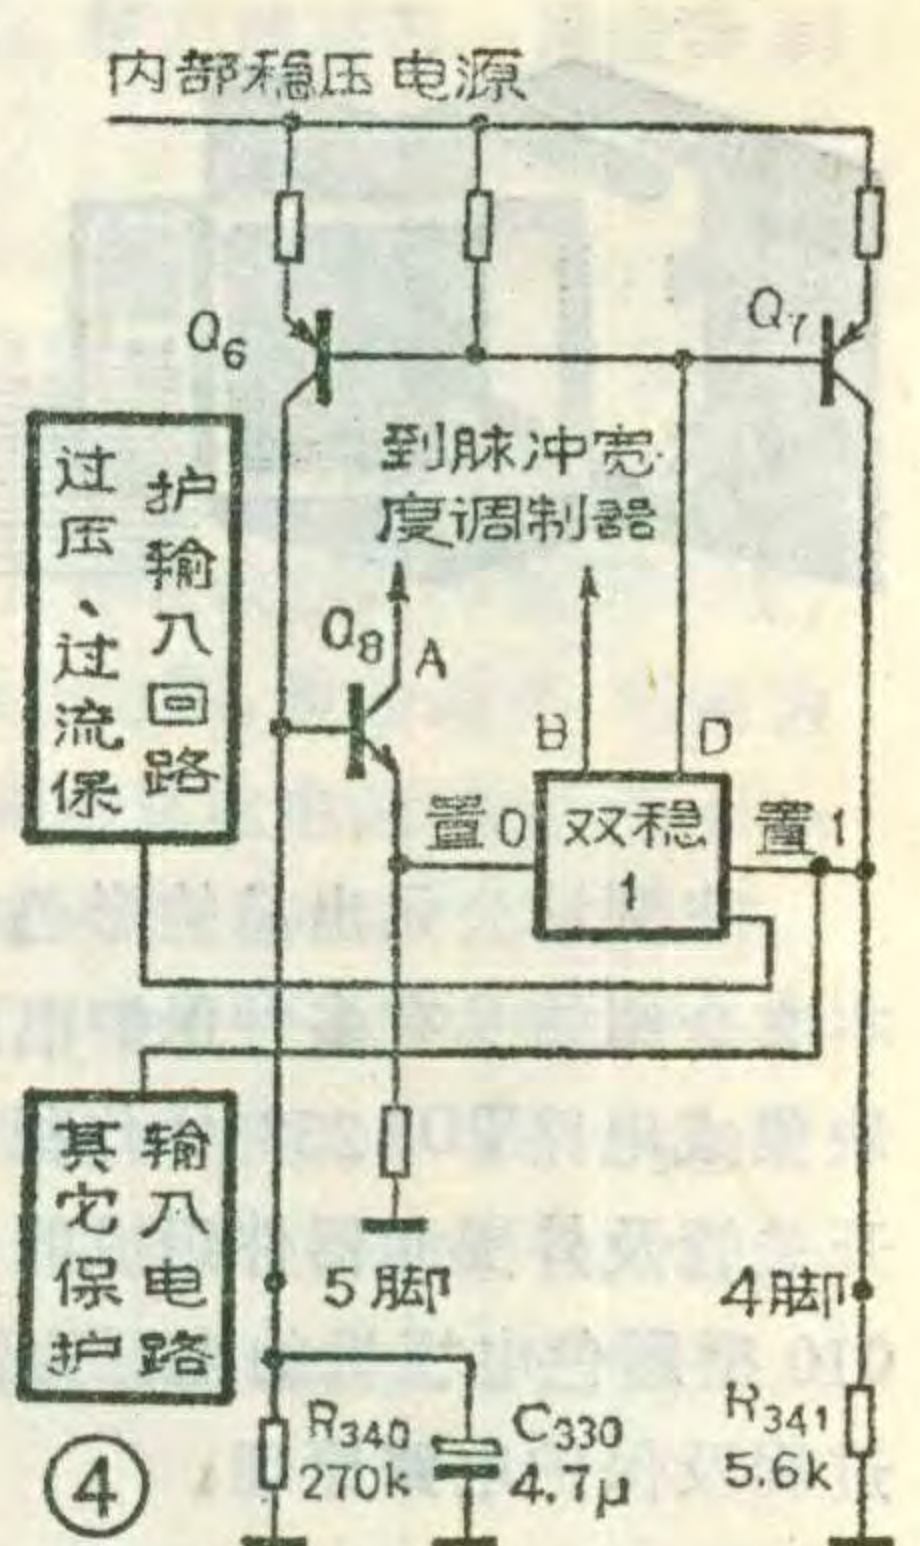 内部稳压电源
Q6
Q7
过压、过流保
护输入回路
到脉冲宽
度调制器
Q8
A
B
D
置0
双稳
1
置1
其它保护
输入电路
5脚
4脚
R340
270k
C330
4.7μ
R341
5.6k
④